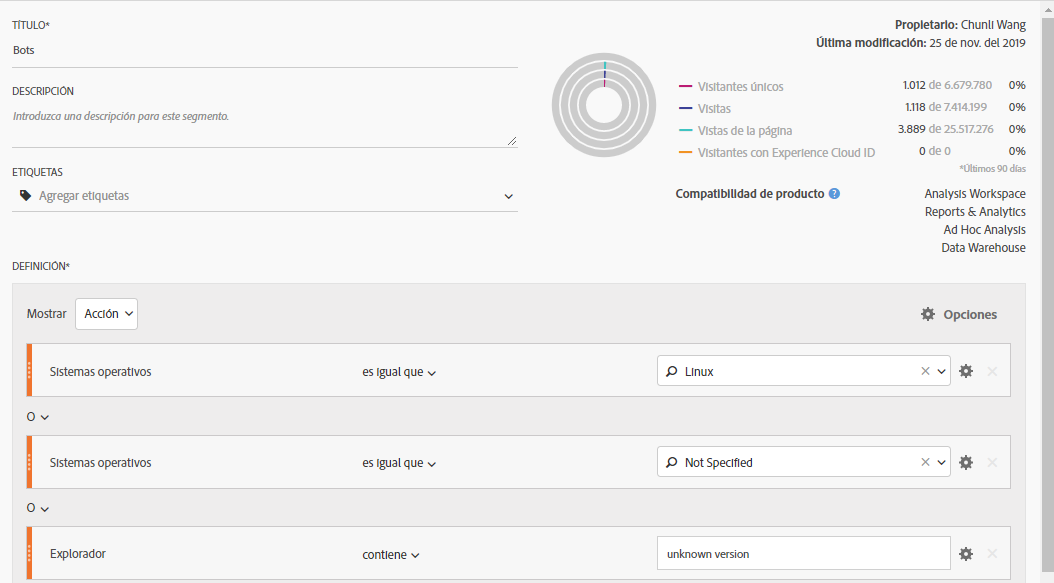 TÍTULO*
Bots
DESCRIPCIÓN
Introduzca una descripción para este segmento.
ETIQUETAS
Agregar etiquetas
Propietario: Chunli Wang
Última modificación: 25 de nov. del 2019
Visitantes únicos 1.012 de 6.679.780 0%
Visitas 1.118 de 7.414.199 0%
Vistas de la página 3.889 de 25.517.276 0%
Visitantes con Experience Cloud ID 0 de 0 0%
*Últimos 90 días
Compatibilidad de producto ? Analysis Workspace
Reports & Analytics
Ad Hoc Analysis
Data Warehouse
DEFINICIÓN*
Mostrar Acción Opciones
Sistemas operativos es igual que Linux
O
Sistemas operativos es igual que Not Specified
O
Explorador contiene unknown version